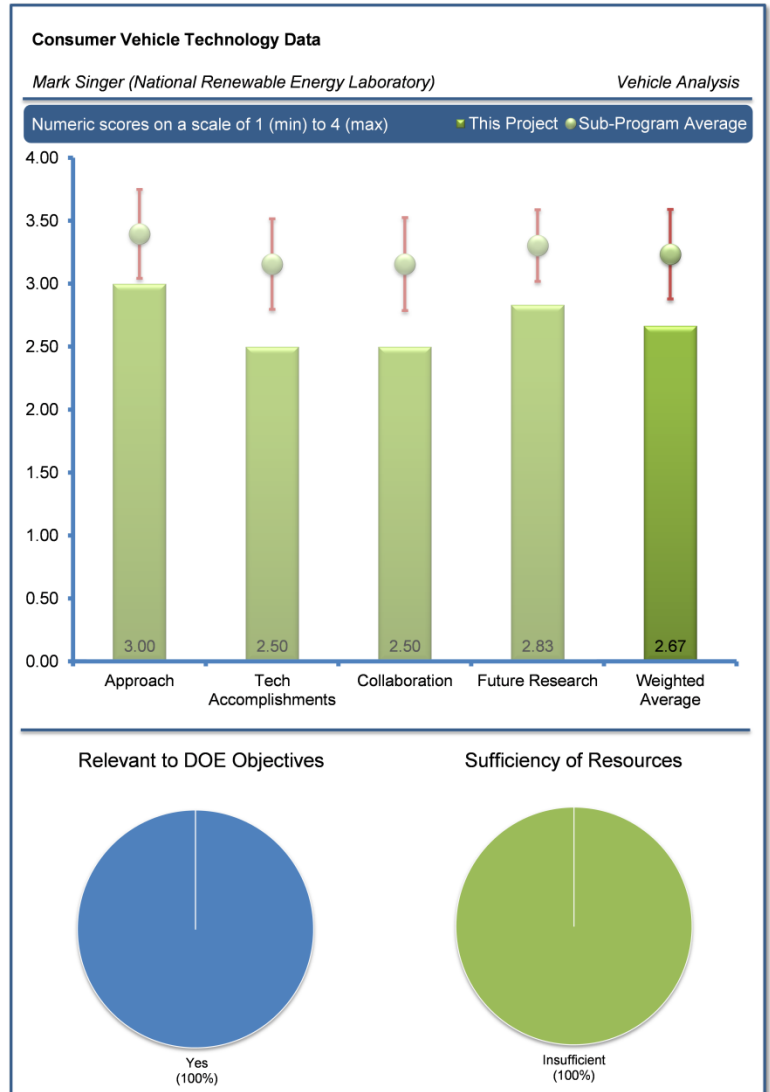 Consumer Vehicle Technology Data
Mark Singer (National Renewable Energy Laboratory) Vehicle Analysis
Numeric scores on a scale of 1 (min) to 4 (max) This Project Sub-Program Average
4.00
3.50
3.00
2.50
2.00
1.50
1.00
0.50
0.00
3.00 2.50 2.50 2.83 2.67
Approach Tech Accomplishments Collaboration Future Research Weighted Average
Relevant to DOE Objectives Sufficiency of Resources
Yes
(100%)
Insufficient
(100%)